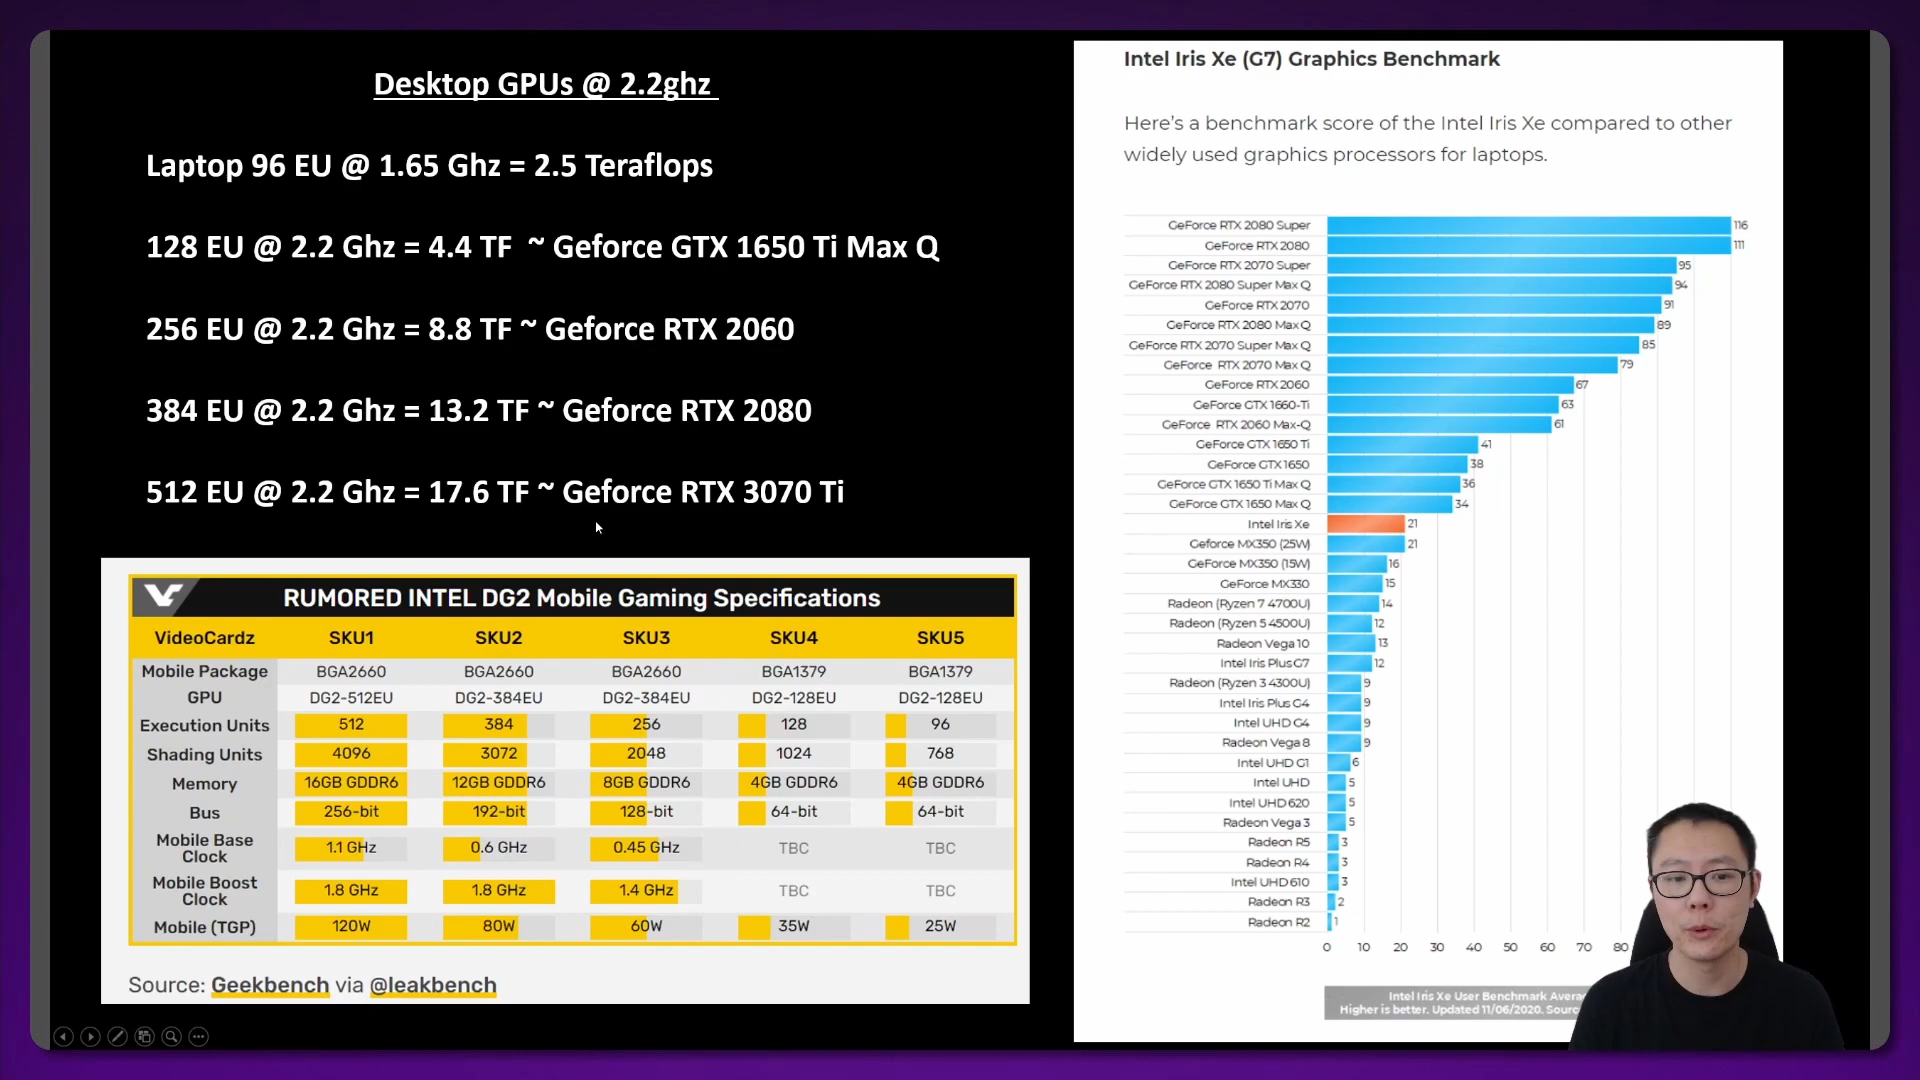 Desktop GPUs @ 2.2ghz
Laptop 96 EU @ 1.65 Ghz = 2.5 Teraflops
128 EU @ 2.2 Ghz = 4.4 TF ~ Geforce GTX 1650 Ti Max Q
256 EU @ 2.2 Ghz = 8.8 TF ~ Geforce RTX 2060
384 EU @ 2.2 Ghz = 13.2 TF ~ Geforce RTX 2080
512 EU @ 2.2 Ghz = 17.6 TF ~ Geforce RTX 3070 Ti
RUMORED INTEL DG2 Mobile Gaming Specifications
VideoCardz SKU1 SKU2 SKU3 SKU4 SKU5
Mobile Package BGA2660 BGA2660 BGA2660 BGA1379 BGA1379
GPU DG2-512EU DG2-384EU DG2-384EU DG2-128EU DG2-128EU
Execution Units 512 384 256 128 96
Shading Units 4096 3072 2048 1024 768
Memory 16GB GDDR6 12GB GDDR6 8GB GDDR6 4GB GDDR6 4GB GDDR6
Bus 256-bit 192-bit 128-bit 64-bit 64-bit
Mobile Base
Clock 1.1 GHz 0.6 GHz 0.45 GHz TBC TBC
Mobile Boost
Clock 1.8 GHz 1.8 GHz 1.4 GHz TBC TBC
Mobile (TGP) 120W 80W 60W 35W 25W
Source: Geekbench via @leakbench
Intel Iris Xe (G7) Graphics Benchmark
Here's a benchmark score of the Intel Iris Xe compared to other
widely used graphics processors for laptops.
GeForce RTX 2080 Super 116
GeForce RTX 2080 111
GeForce RTX 2070 Super 95
GeForce RTX 2080 Super Max Q 94
GeForce RTX 2070 91
GeForce RTX 2080 Max Q 89
GeForce RTX 2070 Super Max Q 85
GeForce RTX 2070 Max Q 79
GeForce RTX 2060 67
GeForce GTX 1660-Ti 63
GeForce RTX 2060 Max-Q 61
GeForce GTX 1650 Ti 41
GeForce GTX 1650 38
GeForce GTX 1650 Ti Max Q 36
GeForce GTX 1650 Max Q 34
Intel Iris Xe 21
Geforce MX350 (25W) 21
GeForce MX350 (15W) 16
GeForce MX330 15
Radeon (Ryzen 7 4700U) 14
Radeon (Ryzen 5 4500U) 12
Radeon Vega 10 13
Intel Iris Plus G7 12
Radeon (Ryzen 3 4300U) 9
Intel Iris Plus G4 9
Intel UHD G4 9
Radeon Vega 8 9
Intel UHD G1 6
Intel UHD 5
Intel UHD 620 5
Radeon Vega 3 5
Radeon R5 3
Radeon R4 3
Intel UHD 610 3
Radeon R3 2
Radeon R2 1
0 10 20 30 40 50 60 70 80
Intel Iris Xe User Benchmark Avera
Higher is better. Updated 11/06/2020. Sourc